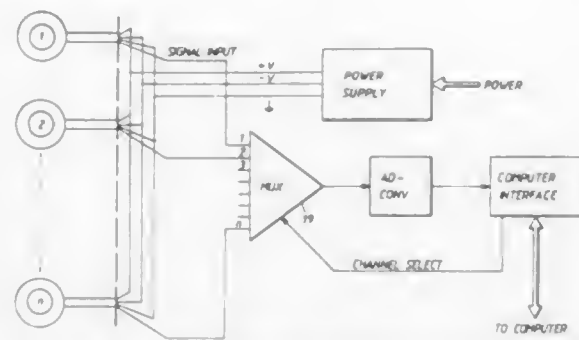 1
SIGNAL INPUT
+V
-V
POWER
SUPPLY
POWER
2
1
2
3
n
MUX
19
AD-
CONV
COMPUTER
INTERFACE
CHANNEL SELECT
n
TO COMPUTER